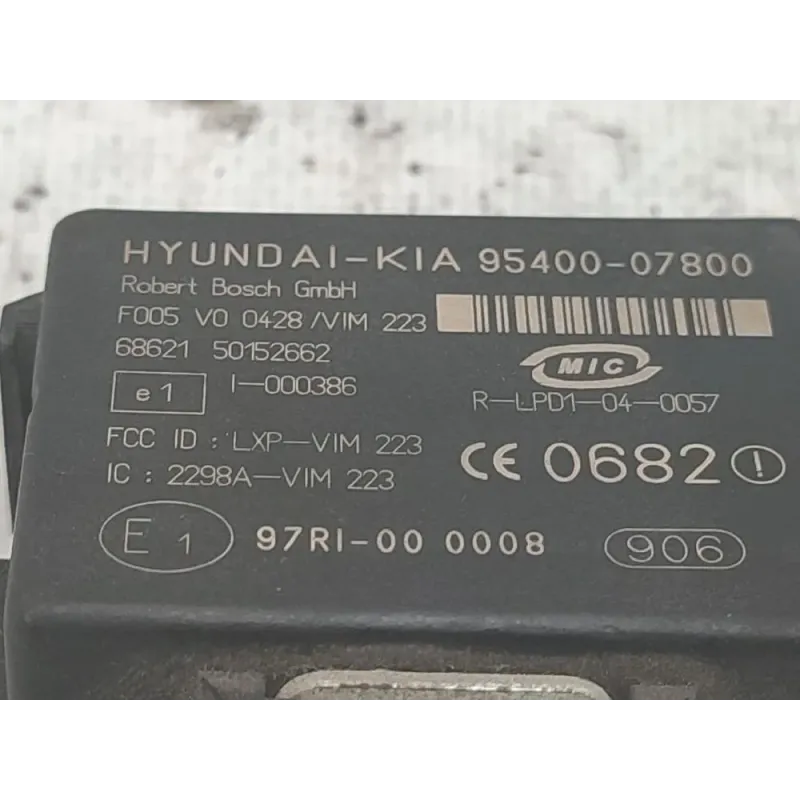 HYUNDAI-KIA 95400-07800
Robert Bosch GmbH
F005 V0 0428/VIM 223
68621 50152662
MIC
e1 I-000386
R-LPD1-04-0057
FCC ID : LXP-VIM 223
IC : 2298A-VIM 223
CE 0682 !
E1 97RI-00 0008 906